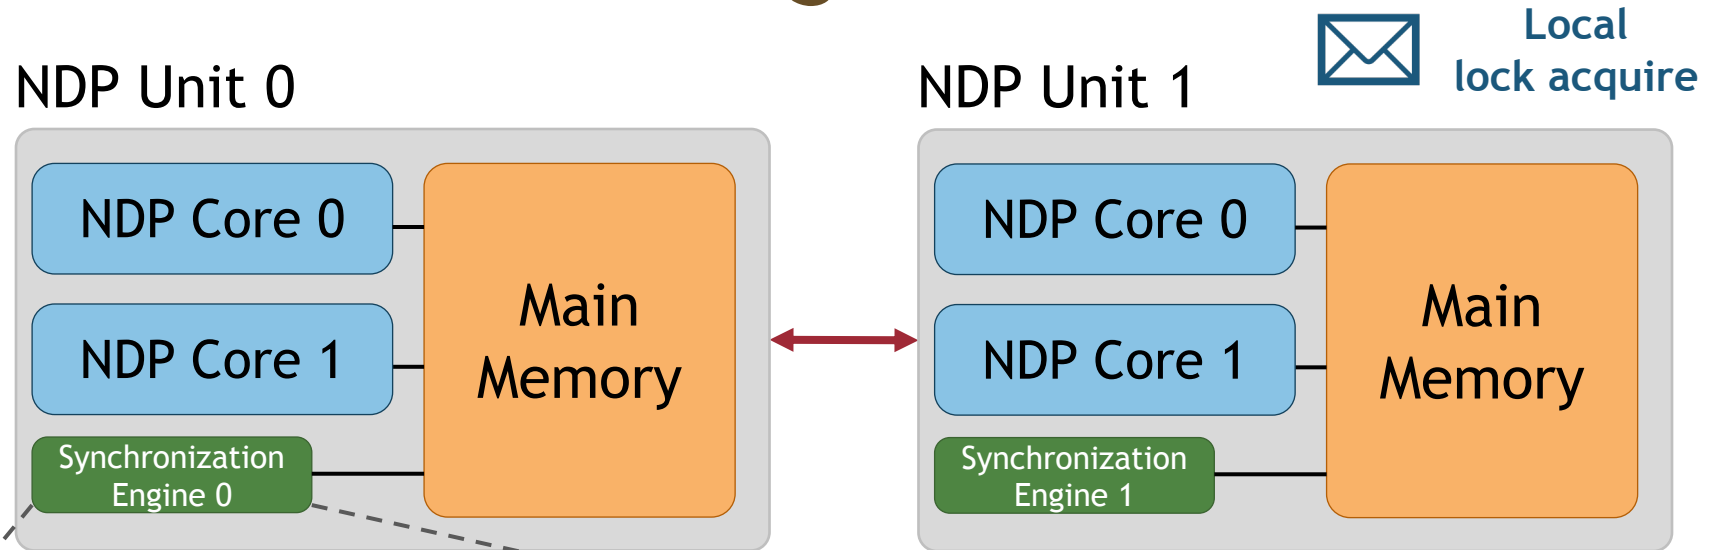 Local
lock acquire
NDP Unit 0
NDP Core 0
NDP Core 1
Synchronization
Engine 0
Main
Memory
NDP Unit 1
NDP Core 0
NDP Core 1
Synchronization
Engine 1
Main
Memory